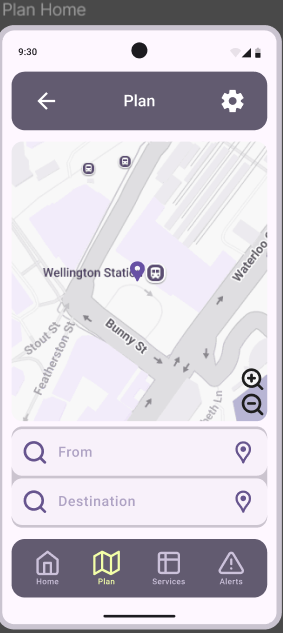 Plan Home
9:30
Plan
Wellington Station
Waterloo
Bunny St
Stout St
Featherston St
eth Ln
From
Destination
Home
Plan
Services
Alerts